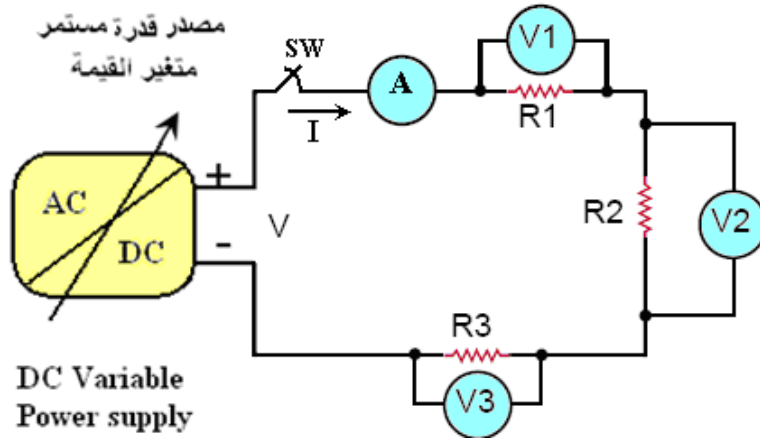 مصدر قدرة مستمر
متغير القيمة
SW
I
A
V1
R1
R2
V2
AC
DC
+
-
V
R3
V3
DC Variable
Power supply